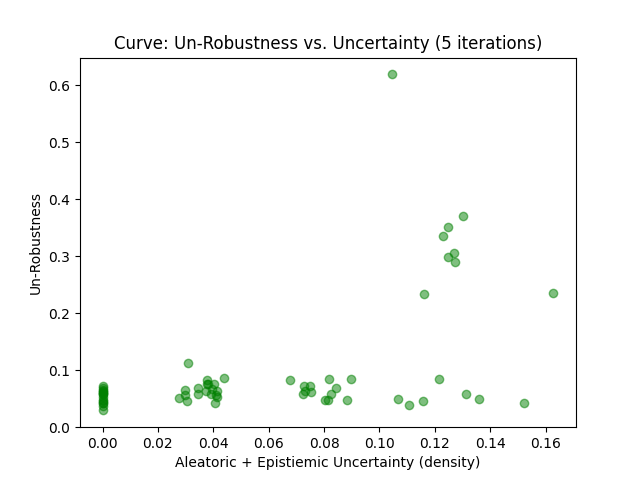 Curve: Un-Robustness vs. Uncertainty (5 iterations)
0.6
0.5
0.4
0.3
0.2
0.1
0.0
Un-Robustness
0.00 0.02 0.04 0.06 0.08 0.10 0.12 0.14 0.16
Aleatoric + Epistiemic Uncertainty (density)